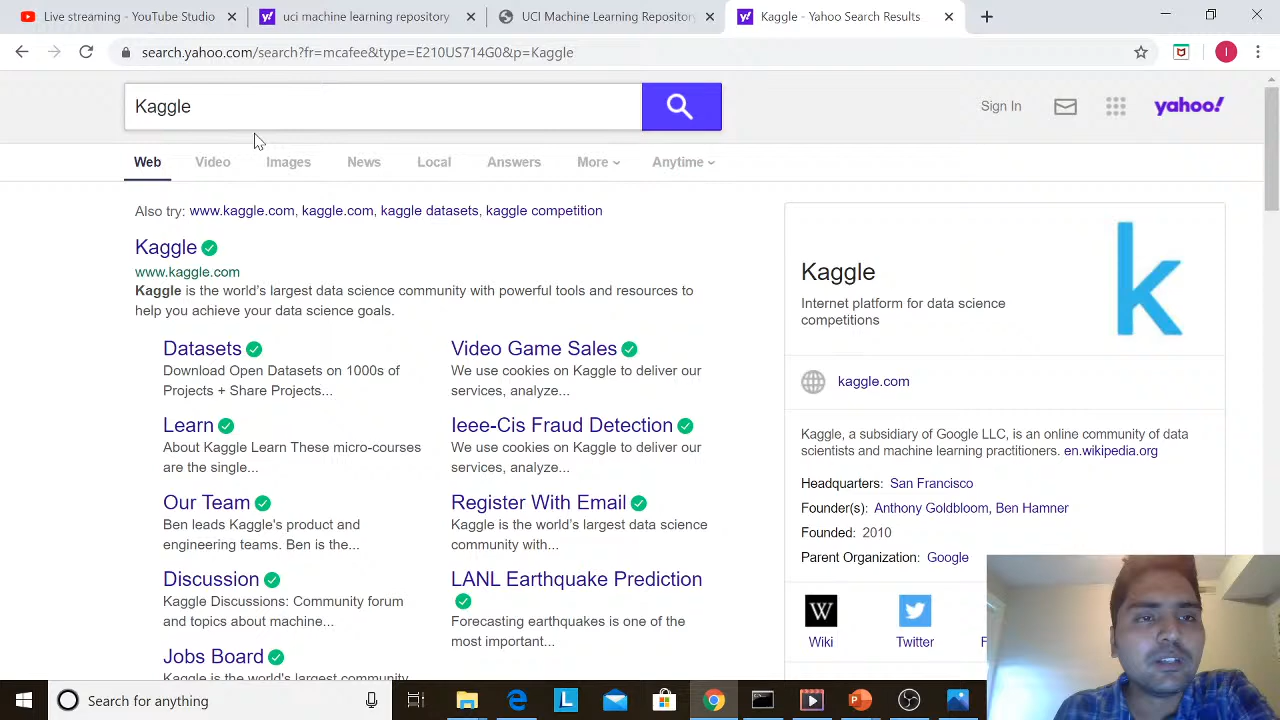 Live streaming - YouTube Studio
uci machine learning repository
UCI Machine Learning Repository
Kaggle - Yahoo Search Results
search.yahoo.com/search?fr=mcafee&type=E210US714G0&p=Kaggle
I
Kaggle
Sign In
yahoo!
Web
Video
Images
News
Local
Answers
More
Anytime
Also try: www.kaggle.com, kaggle.com, kaggle datasets, kaggle competition
Kaggle
www.kaggle.com
Kaggle is the world's largest data science community with powerful tools and resources to
help you achieve your data science goals.
Datasets
Download Open Datasets on 1000s of
Projects + Share Projects...
Learn
About Kaggle Learn These micro-courses
are the single...
Our Team
Ben leads Kaggle's product and
engineering teams. Ben is the...
Discussion
Kaggle Discussions: Community forum
and topics about machine...
Jobs Board
Kaggle is the world's largest community
Video Game Sales
We use cookies on Kaggle to deliver our
services, analyze...
Ieee-Cis Fraud Detection
We use cookies on Kaggle to deliver our
services, analyze...
Register With Email
Kaggle is the world's largest data science
community with...
LANL Earthquake Prediction
Forecasting earthquakes is one of the
most important...
Kaggle
Internet platform for data science
competitions
k
kaggle.com
Kaggle, a subsidiary of Google LLC, is an online community of data
scientists and machine learning practitioners. en.wikipedia.org
Headquarters: San Francisco
Founder(s): Anthony Goldbloom, Ben Hamner
Founded: 2010
Parent Organization: Google
W
Wiki
Twitter
Search for anything
L